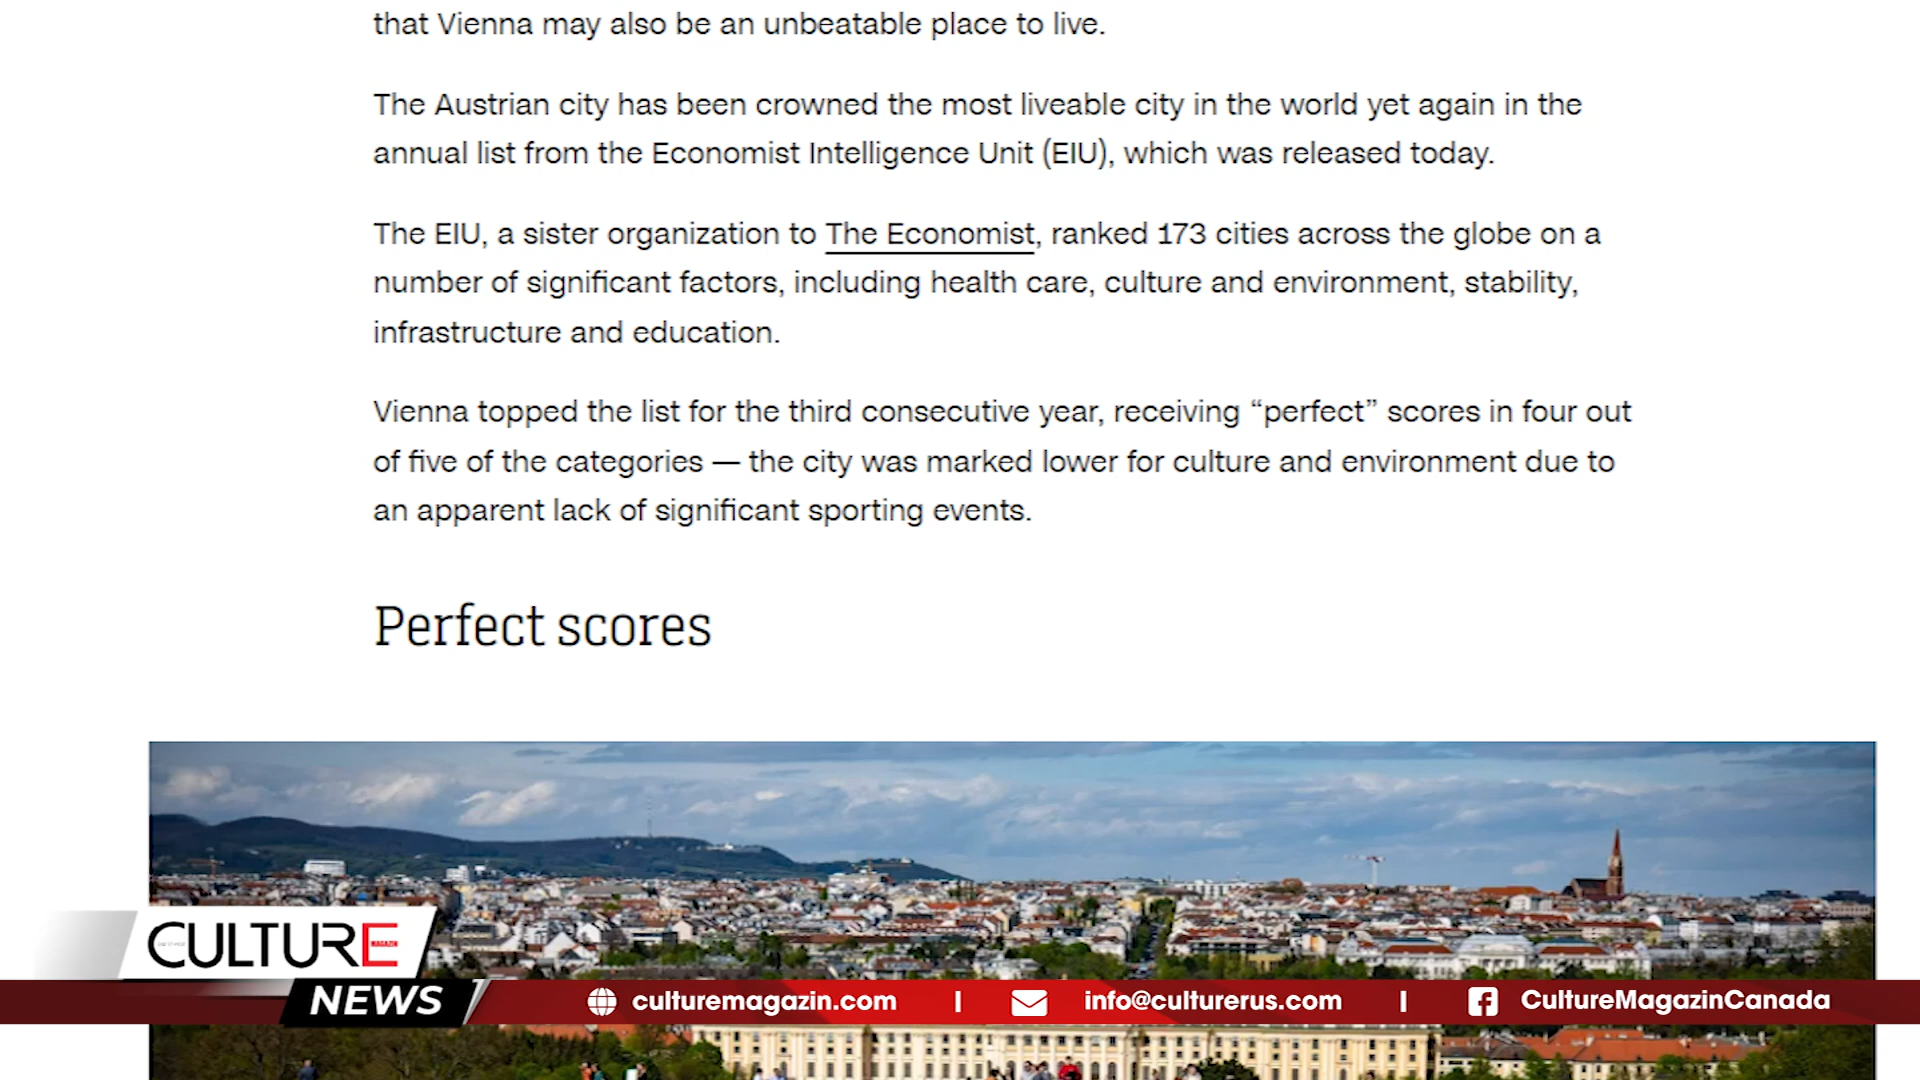 that Vienna may also be an unbeatable place to live.
The Austrian city has been crowned the most liveable city in the world yet again in the
annual list from the Economist Intelligence Unit (EIU), which was released today.
The EIU, a sister organization to The Economist, ranked 173 cities across the globe on a
number of significant factors, including health care, culture and environment, stability,
infrastructure and education.
Vienna topped the list for the third consecutive year, receiving “perfect” scores in four out
of five of the categories — the city was marked lower for culture and environment due to
an apparent lack of significant sporting events.
Perfect scores
CULTURE
MAGAZIN
NEWS
culturemagazin.com | info@culturerus.com | CultureMagazinCanada